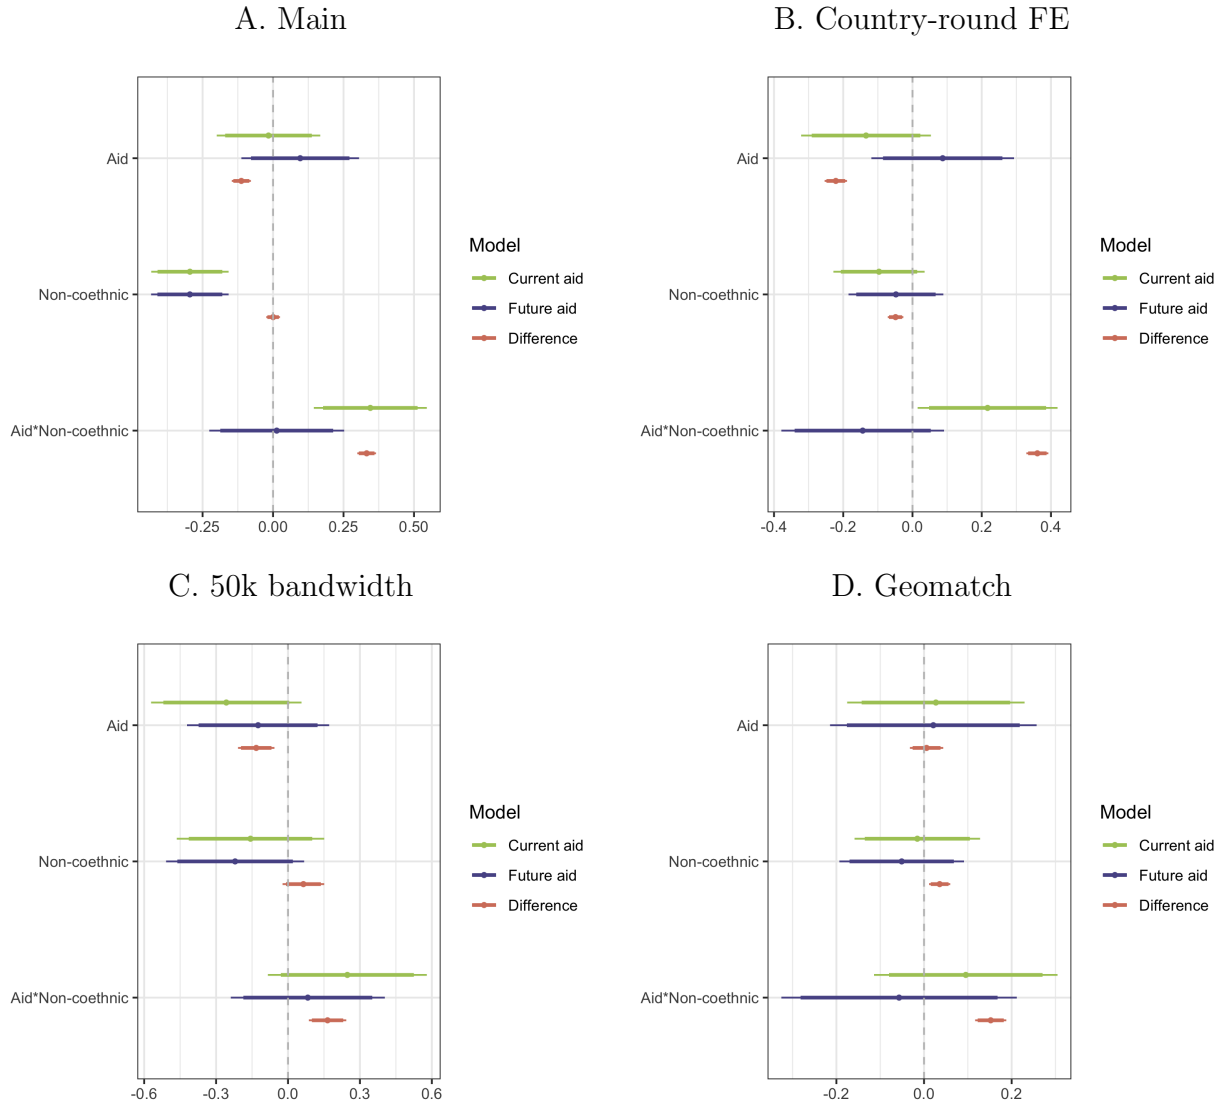 A. Main
Aid
Non-coethnic
Aid*Non-coethnic
-0.25 0.00 0.25 0.50
Model
Current aid
Future aid
Difference
B. Country-round FE
Aid
Non-coethnic
Aid*Non-coethnic
-0.4 -0.2 0.0 0.2 0.4
Model
Current aid
Future aid
Difference
C. 50k bandwidth
Aid
Non-coethnic
Aid*Non-coethnic
-0.6 -0.3 0.0 0.3 0.6
Model
Current aid
Future aid
Difference
D. Geomatch
Aid
Non-coethnic
Aid*Non-coethnic
-0.2 0.0 0.2
Model
Current aid
Future aid
Difference